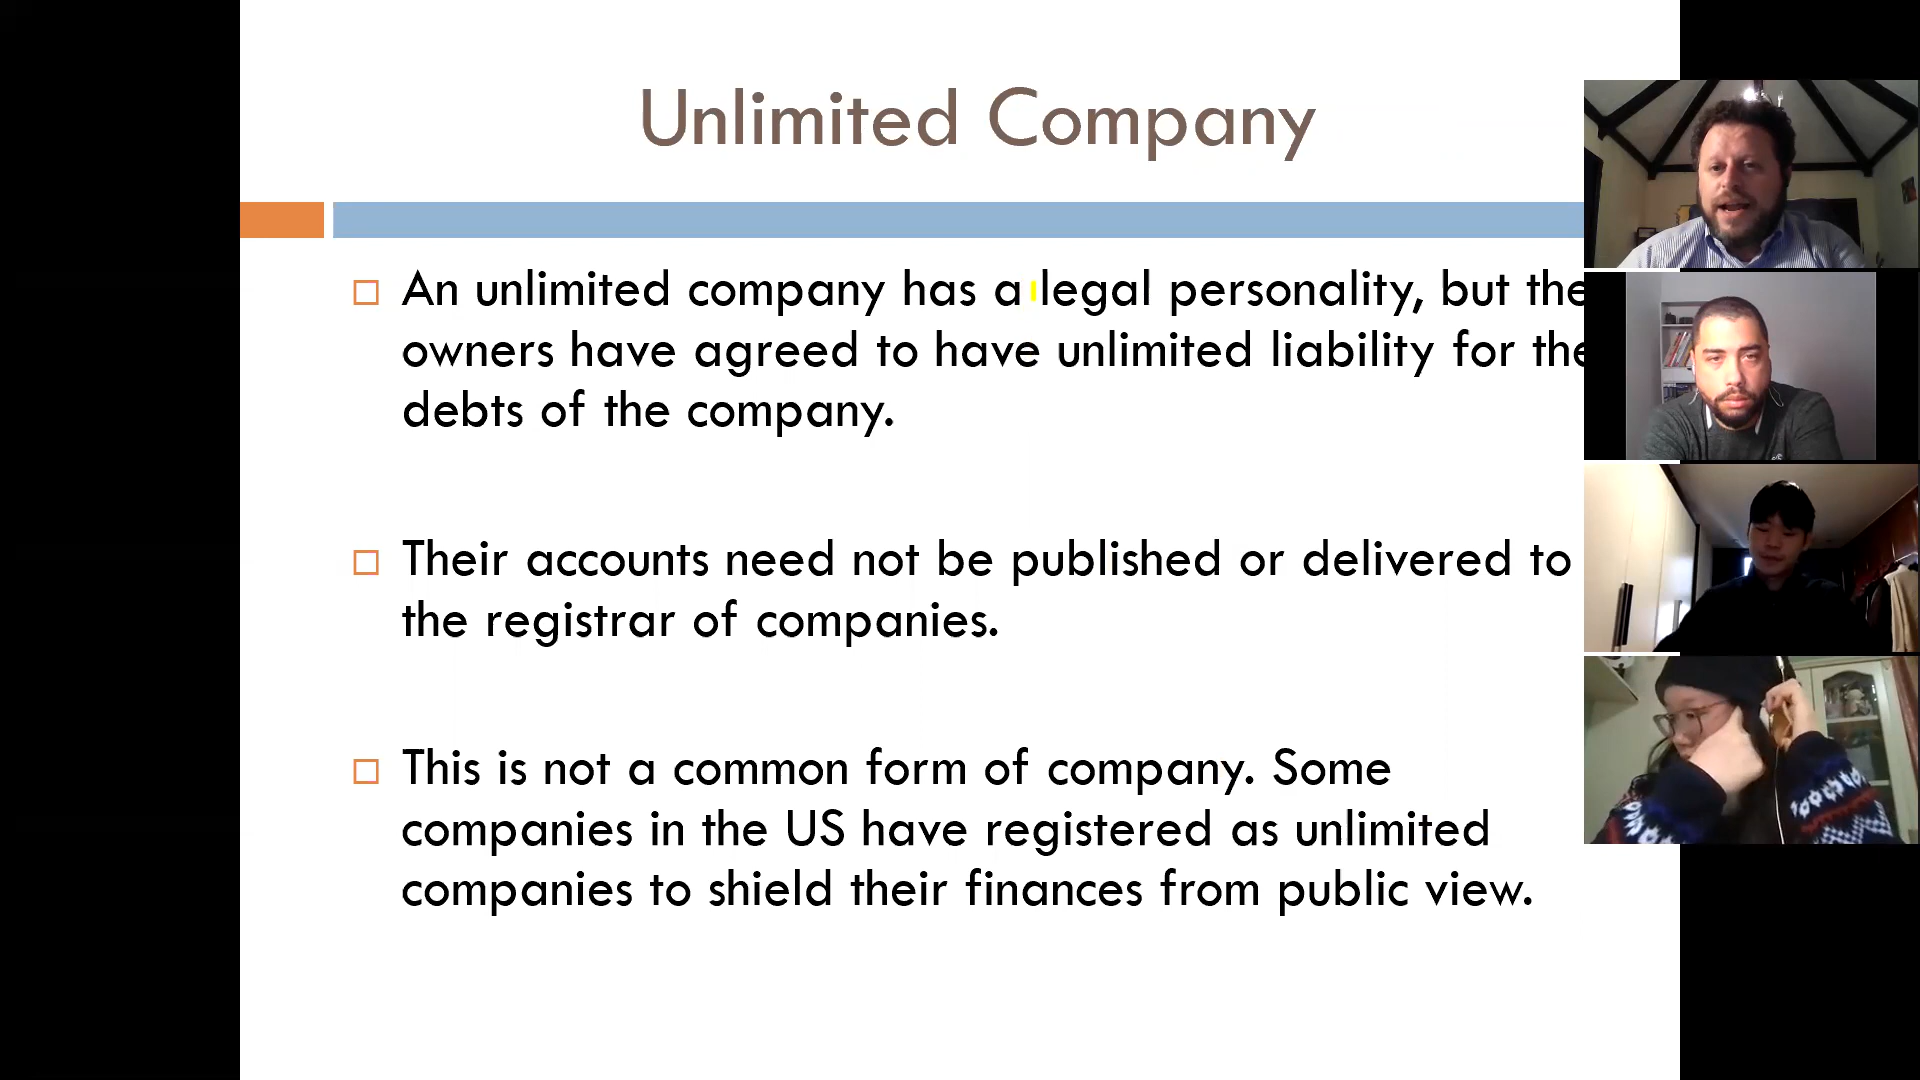 Unlimited Company
An unlimited company has a legal personality, but the
owners have agreed to have unlimited liability for the
debts of the company.
Their accounts need not be published or delivered to
the registrar of companies.
This is not a common form of company. Some
companies in the US have registered as unlimited
companies to shield their finances from public view.